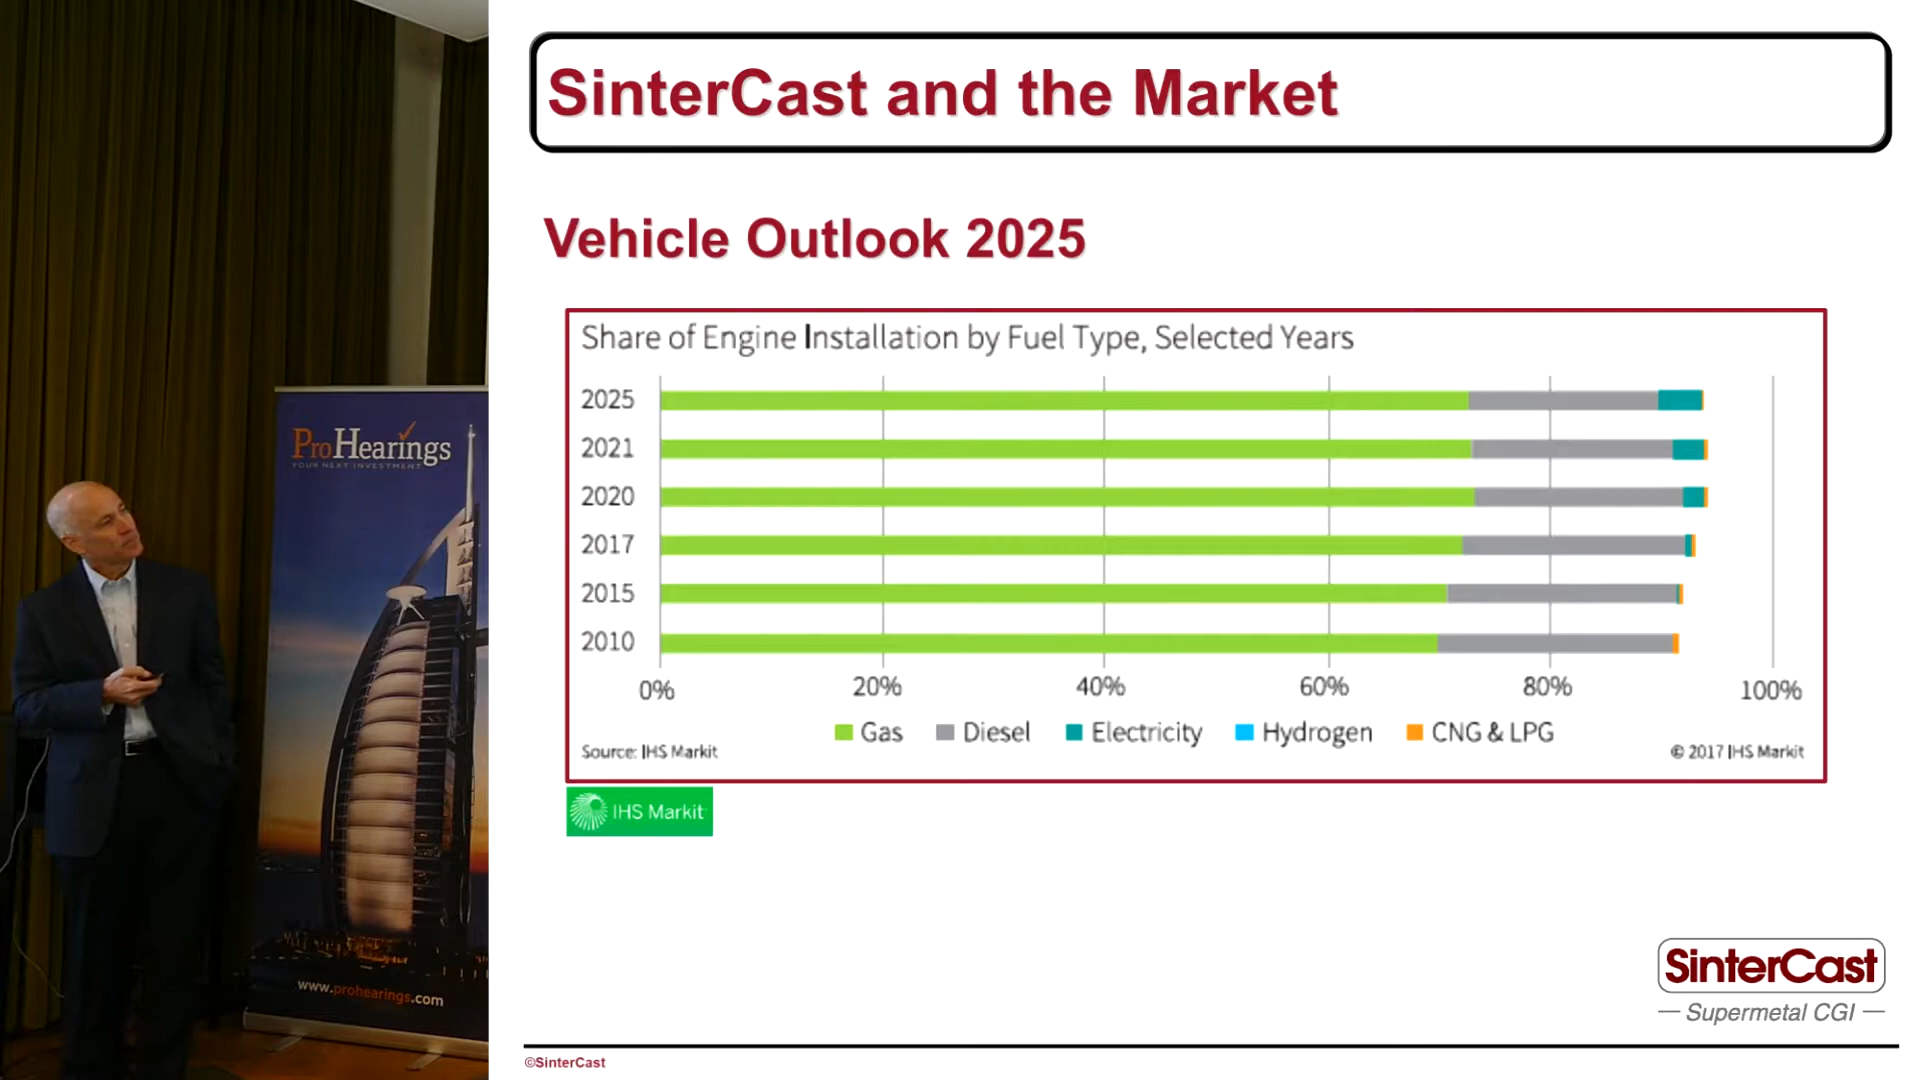 SinterCast and the Market
Vehicle Outlook 2025
Share of Engine Installation by Fuel Type, Selected Years
2025
2021
2020
2017
2015
2010
0% 20% 40% 60% 80% 100%
Gas Diesel Electricity Hydrogen CNG & LPG
Source: IHS Markit
© 2017 IHS Markit
IHS Markit
SinterCast
— Supermetal CGI —
©SinterCast
ProHearings
YOUR NEXT INVESTMENT
www.prohearings.com